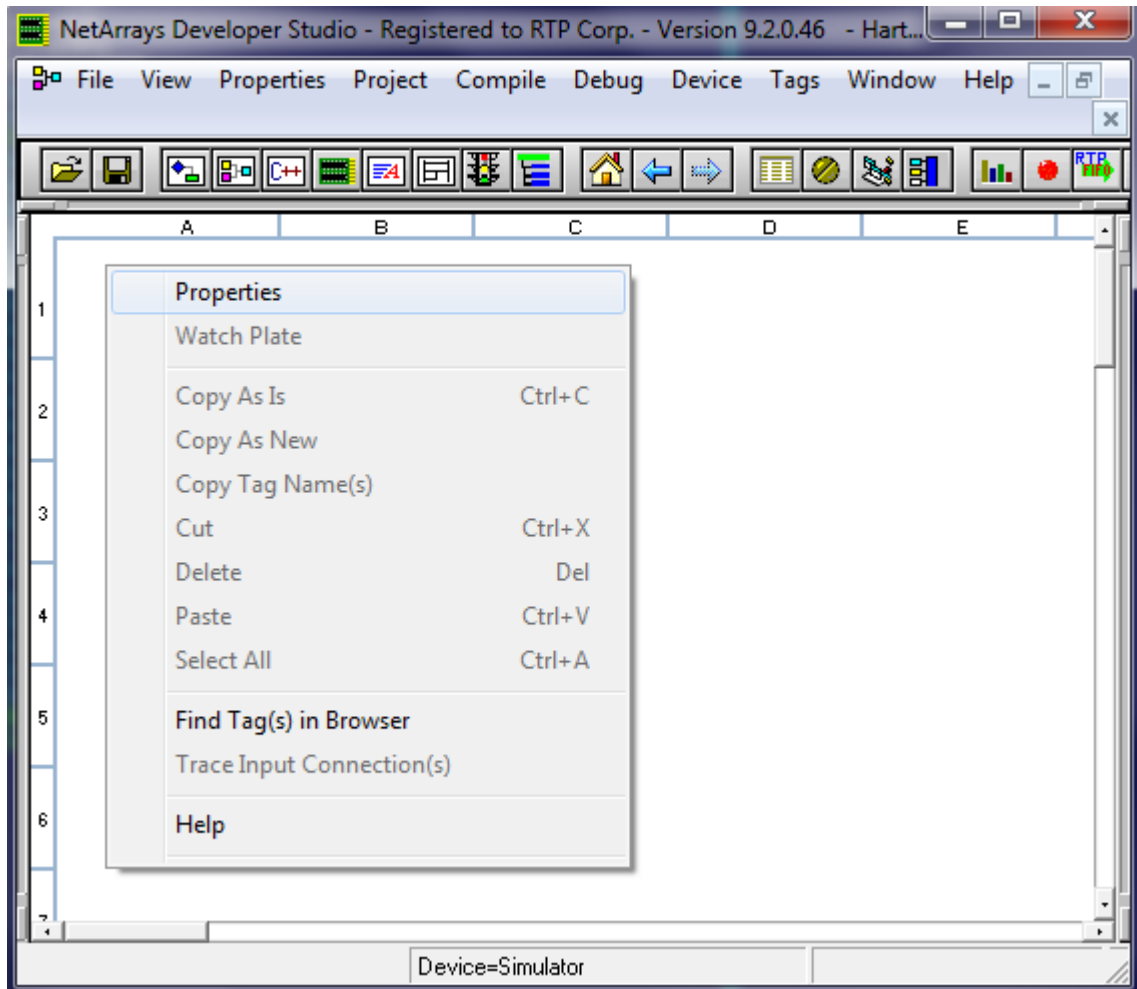 NetArrays Developer Studio - Registered to RTP Corp. - Version 9.2.0.46 - Hart...
File View Properties Project Compile Debug Device Tags Window Help
C++ A RTP FIFO
A B C D E
1
2
3
4
5
6
7
Properties
Watch Plate
Copy As Is Ctrl+C
Copy As New
Copy Tag Name(s)
Cut Ctrl+X
Delete Del
Paste Ctrl+V
Select All Ctrl+A
Find Tag(s) in Browser
Trace Input Connection(s)
Help
Device=Simulator